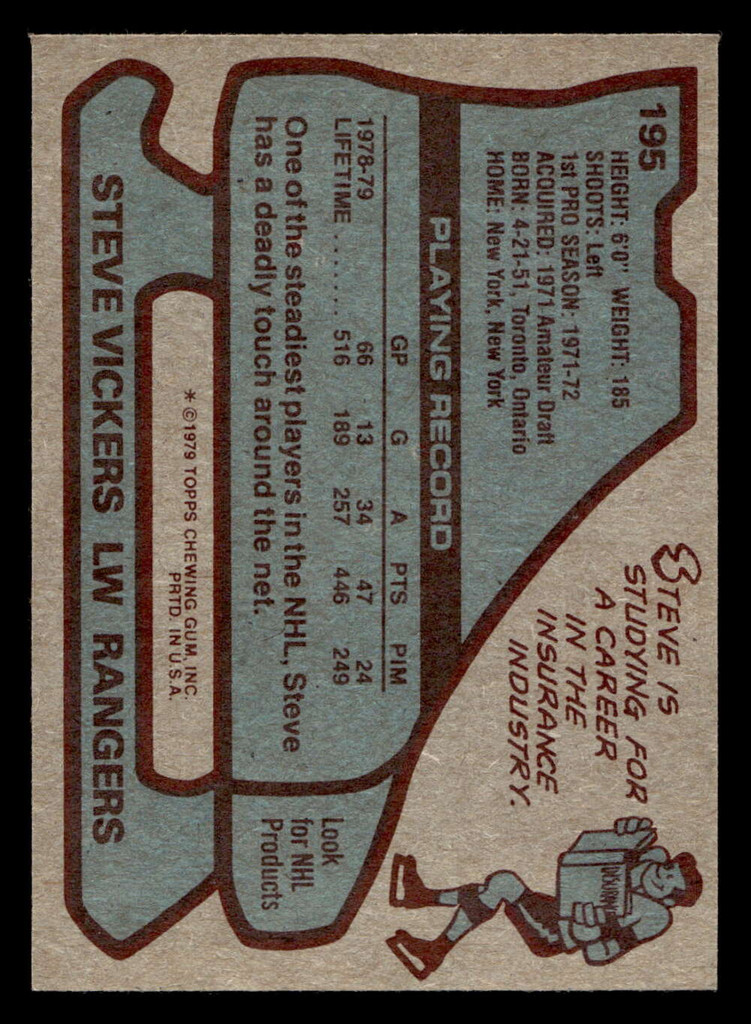 195
HEIGHT: 6'0" WEIGHT: 185
SHOOTS: Left
1st PRO SEASON: 1971-72
ACQUIRED: 1971 Amateur Draft
BORN: 4-21-51, Toronto, Ontario
HOME: New York, New York
PLAYING RECORD
GP G A PTS PIM
1978-79 66 13 34 47 24
LIFETIME ........ 516 189 257 446 249
One of the steadiest players in the NHL, Steve
has a deadly touch around the net.
STEVE IS
STUDYING FOR
A CAREER
IN THE
INSURANCE
INDUSTRY.
Look
for NHL
Products
* ©1979 TOPPS CHEWING GUM, INC.
PRTD. IN U.S.A.
STEVE VICKERS LW RANGERS